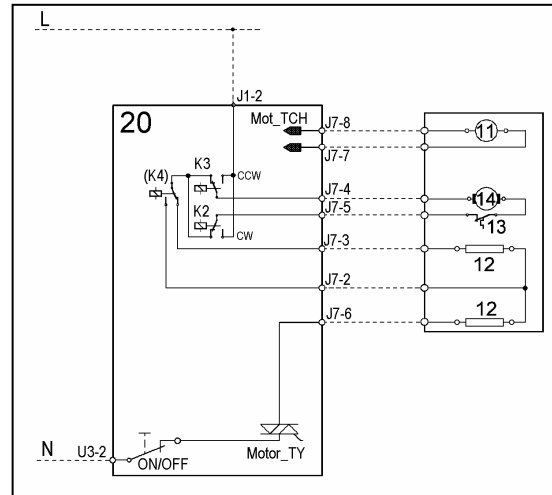 L
J1-2
20
Mot_TCH
J7-8
11
J7-7
K3
CCW
(K4)
J7-4
14
K2
J7-5
13
CW
J7-3
12
J7-2
12
J7-6
N
U3-2
ON/OFF
Motor_TY